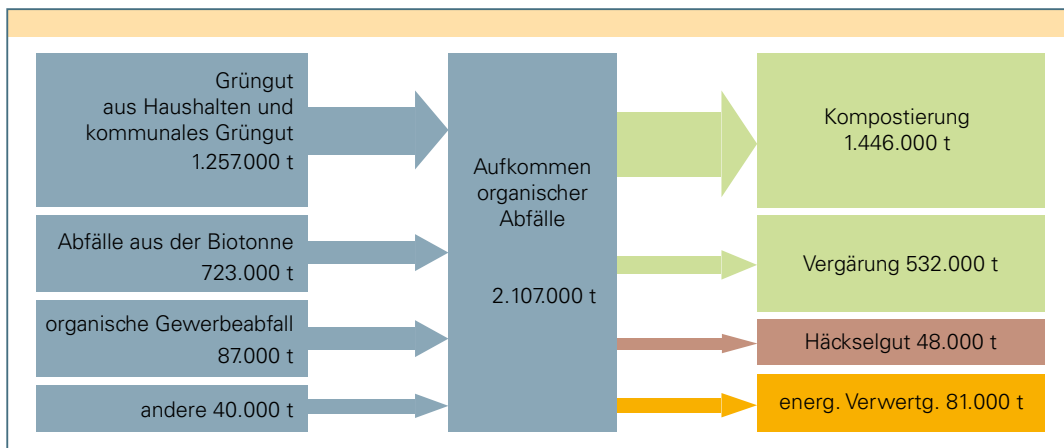 Grüngut
aus Haushalten und
kommunales Grüngut
1.257.000 t
Abfälle aus der Biotonne
723.000 t
organische Gewerbeabfall
87.000 t
andere 40.000 t
Aufkommen
organischer
Abfälle
2.107.000 t
Kompostierung
1.446.000 t
Vergärung 532.000 t
Häckselgut 48.000 t
energ. Verwertg. 81.000 t